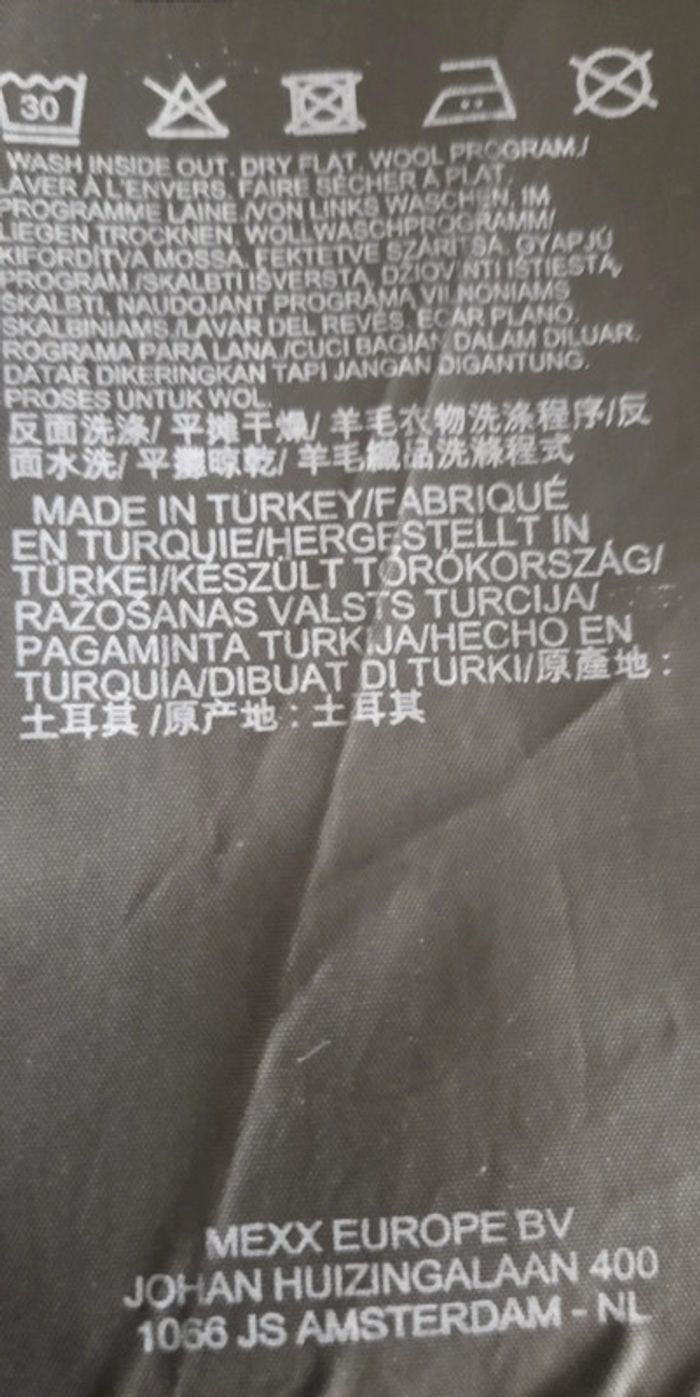 30
WASH INSIDE OUT. DRY FLAT. WOOL PROGRAM./
LAVER À L'ENVERS, FAIRE SÉCHER À PLAT,
PROGRAMME LAINE./VON LINKS WASCHEN, IM
LIEGEN TROCKNEN, WOLLWASCHPROGRAMM/
KIFORDÍTVA MOSSA, FEKTETVE SZÁRÍTSA, GYAPJÚ
PROGRAM./SKALBTI IŠVERSTĄ, DŽIOVINTI IŠTIESTĄ,
SKALBTI, NAUDOJANT PROGRAMĄ VILNONIAMS
SKALBINIAMS./LAVAR DEL REVÉS, ECAR PLANO,
ROGRAMA PARA LANA./CUCI BAGIAN DALAM DILUAR.
DATAR DIKERINGKAN TAPI JANGAN DIGANTUNG.
PROSES UNTUK WOL.
反面洗涤/ 平摊干燥/ 羊毛衣物洗涤程序/反
面水洗/ 平攤晾乾/ 羊毛織品洗滌程式
MADE IN TURKEY/FABRIQUÉ
EN TURQUIE/HERGESTELLT IN
TÜRKEI/KÉSZÜLT TÖRÖKORSZÁG/
RAŽOŠANAS VALSTS TURCIJA/
PAGAMINTA TURKIJA/HECHO EN
TURQUÍA/DIBUAT DI TURKI/原產地 :
土耳其 /原产地 : 土耳其
MEXX EUROPE BV
JOHAN HUIZINGALAAN 400
1066 JS AMSTERDAM - NL